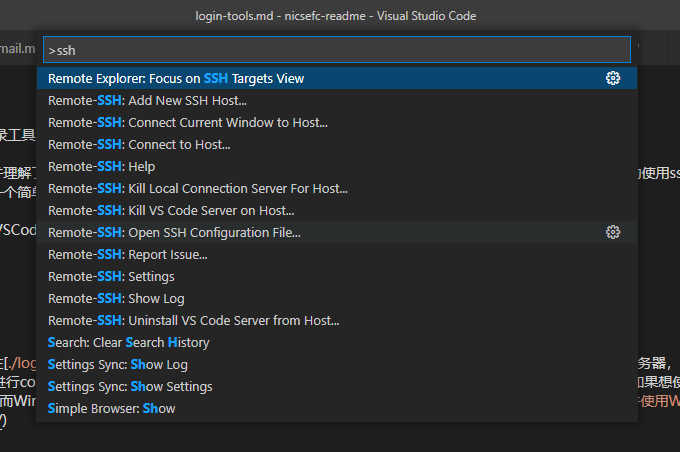 login-tools.md - nicsefc-readme - Visual Studio Code
mail.m
>ssh
Remote Explorer: Focus on SSH Targets View
Remote-SSH: Add New SSH Host...
Remote-SSH: Connect Current Window to Host...
录工具
Remote-SSH: Connect to Host...
Remote-SSH: Help
理解了
使用ss
Remote-SSH: Kill Local Connection Server For Host...
一个简单
Remote-SSH: Kill VS Code Server on Host...
VSCod
Remote-SSH: Open SSH Configuration File...
Remote-SSH: Report Issue...
Remote-SSH: Settings
Remote-SSH: Show Log
Remote-SSH: Uninstall VS Code Server from Host...
Search: Clear Search History
[./log
务器，
Settings Sync: Show Log
进行co
如果想使
Settings Sync: Show Settings
而Win
使用W
Simple Browser: Show
/)